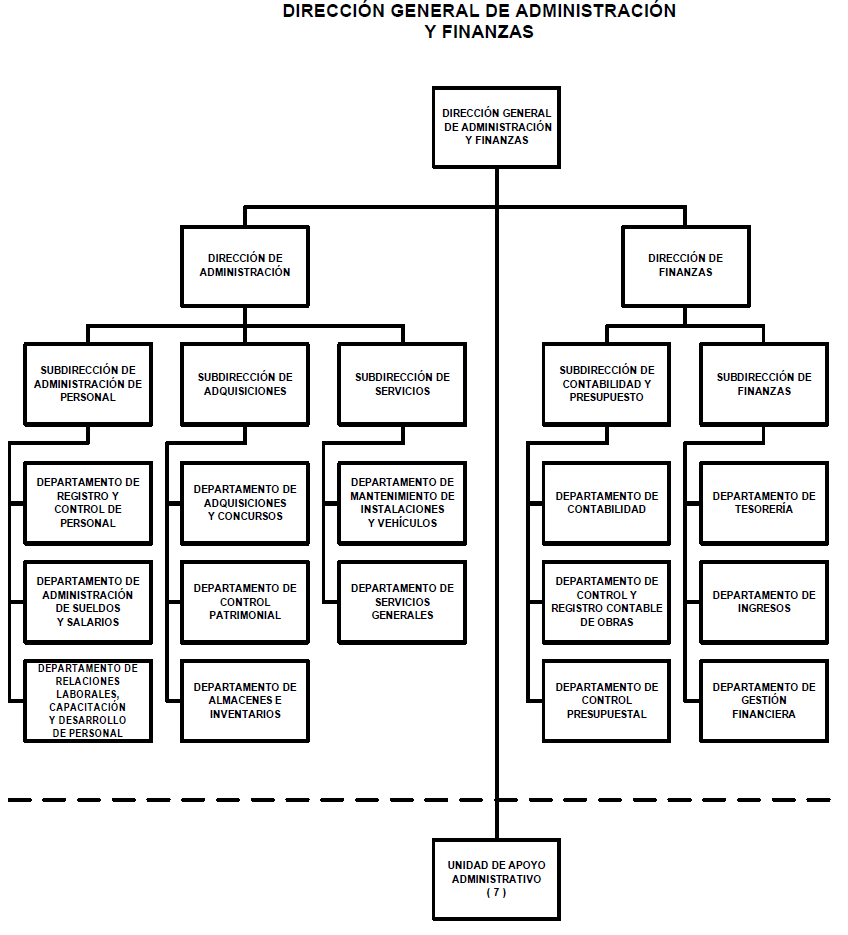 DIRECCIÓN GENERAL DE ADMINISTRACIÓN
Y FINANZAS
DIRECCIÓN GENERAL
DE ADMINISTRACIÓN
Y FINANZAS
DIRECCIÓN DE
ADMINISTRACIÓN
DIRECCIÓN DE
FINANZAS
SUBDIRECCIÓN DE
ADMINISTRACIÓN DE
PERSONAL
SUBDIRECCIÓN DE
ADQUISICIONES
SUBDIRECCIÓN DE
SERVICIOS
SUBDIRECCIÓN DE
CONTABILIDAD Y
PRESUPUESTO
SUBDIRECCIÓN DE
FINANZAS
DEPARTAMENTO DE
REGISTRO Y
CONTROL DE
PERSONAL
DEPARTAMENTO DE
ADQUISICIONES
Y CONCURSOS
DEPARTAMENTO DE
MANTENIMIENTO DE
INSTALACIONES
Y VEHÍCULOS
DEPARTAMENTO DE
CONTABILIDAD
DEPARTAMENTO DE
TESORERÍA
DEPARTAMENTO DE
ADMINISTRACIÓN
DE SUELDOS
Y SALARIOS
DEPARTAMENTO DE
CONTROL
PATRIMONIAL
DEPARTAMENTO DE
SERVICIOS
GENERALES
DEPARTAMENTO DE
CONTROL Y
REGISTRO CONTABLE
DE OBRAS
DEPARTAMENTO DE
INGRESOS
DEPARTAMENTO DE
RELACIONES
LABORALES,
CAPACITACIÓN
Y DESARROLLO
DE PERSONAL
DEPARTAMENTO DE
ALMACENES E
INVENTARIOS
DEPARTAMENTO DE
CONTROL
PRESUPUESTAL
DEPARTAMENTO DE
GESTIÓN
FINANCIERA
UNIDAD DE APOYO
ADMINISTRATIVO
( 7 )